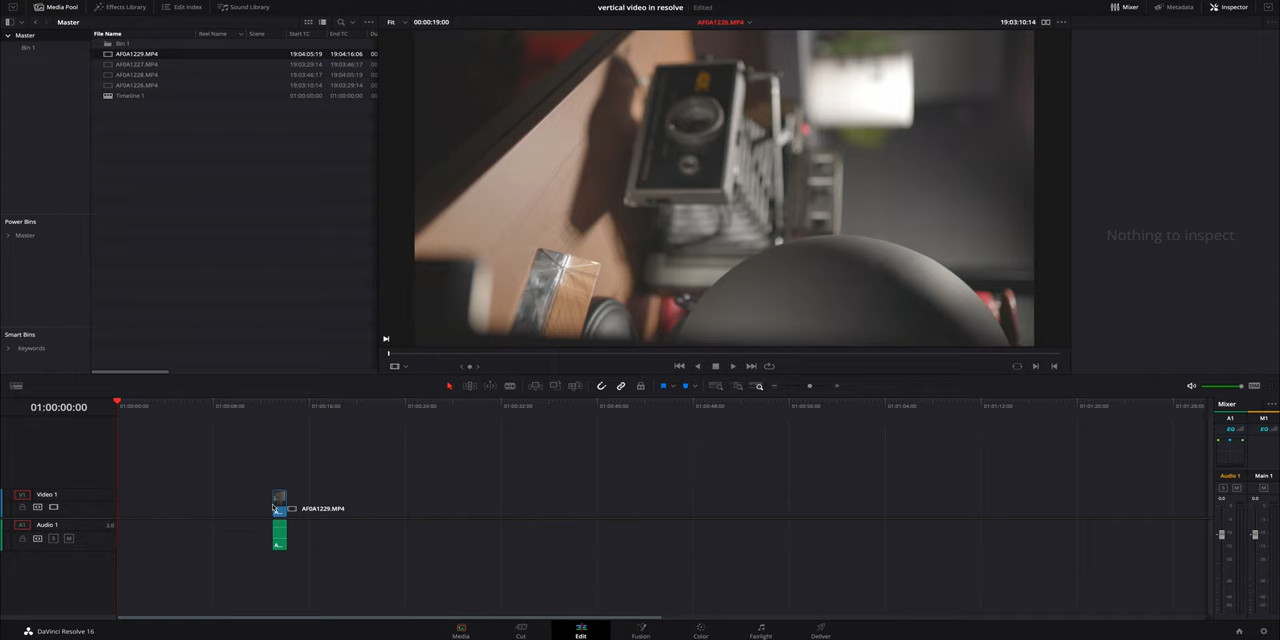 Media Pool
Effects Library
Edit Index
Sound Library
vertical video in resolve
Edited
Mixer
Metadata
Inspector
Master
Fit
00:00:19:00
AF0A1226.MP4
19:03:10:14
Master
Bin 1
File Name
Reel Name
Scene
Start TC
End TC
Du
Bin 1
AF0A1229.MP4
19:04:05:19
19:04:16:06
00
AF0A1227.MP4
19:03:29:14
19:03:46:17
00
AF0A1228.MP4
19:03:46:17
19:04:05:19
00
AF0A1226.MP4
19:03:10:14
19:03:29:14
00
Timeline 1
01:00:00:00
01:00:00:00
00
Power Bins
Master
Smart Bins
Keywords
Nothing to inspect
01:00:00:00
01:00:00:00
01:00:08:00
01:00:16:00
01:00:24:00
01:00:32:00
01:00:40:00
01:00:48:00
01:00:56:00
01:01:04:00
01:01:12:00
01:01:20:00
01:01:28:00
V1
Video 1
A1
Audio 1
2.0
S
M
A...
AF0A1229.MP4
A...
Mixer
A1
M1
EQ
EQ
Audio 1
Main 1
S
M
M
0.0
0.0
DaVinci Resolve 16
Media
Cut
Edit
Fusion
Color
Fairlight
Deliver